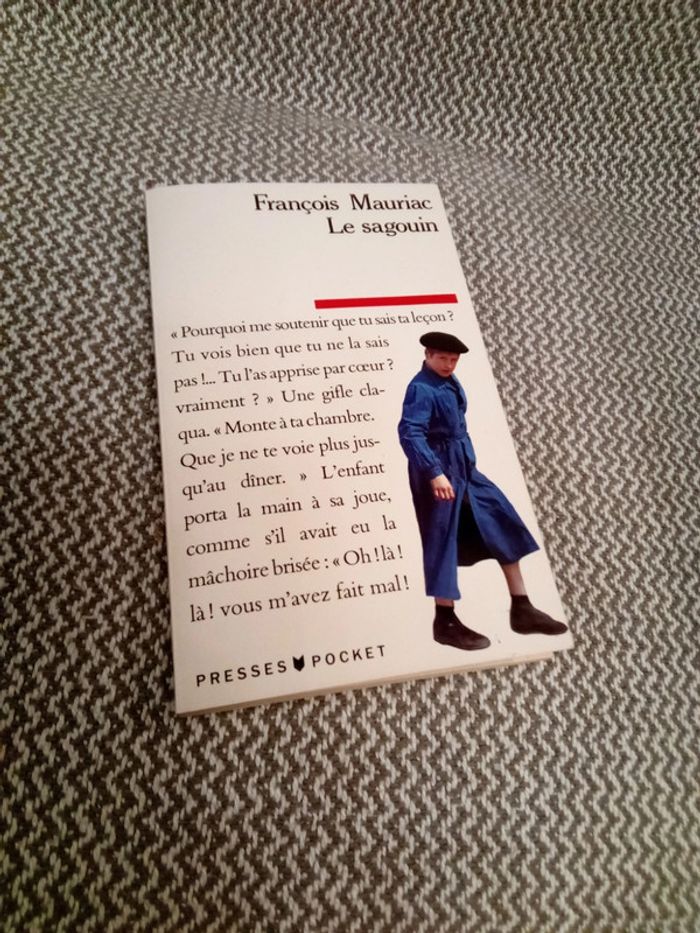 François Mauriac
Le sagouin
« Pourquoi me soutenir que tu sais ta leçon ?
Tu vois bien que tu ne la sais
pas !... Tu l'as apprise par cœur ?
vraiment ? » Une gifle cla-
qua. « Monte à ta chambre.
Que je ne te voie plus jus-
qu'au dîner. » L'enfant
porta la main à sa joue,
comme s'il avait eu la
mâchoire brisée : « Oh ! là !
là ! vous m'avez fait mal !
PRESSES POCKET